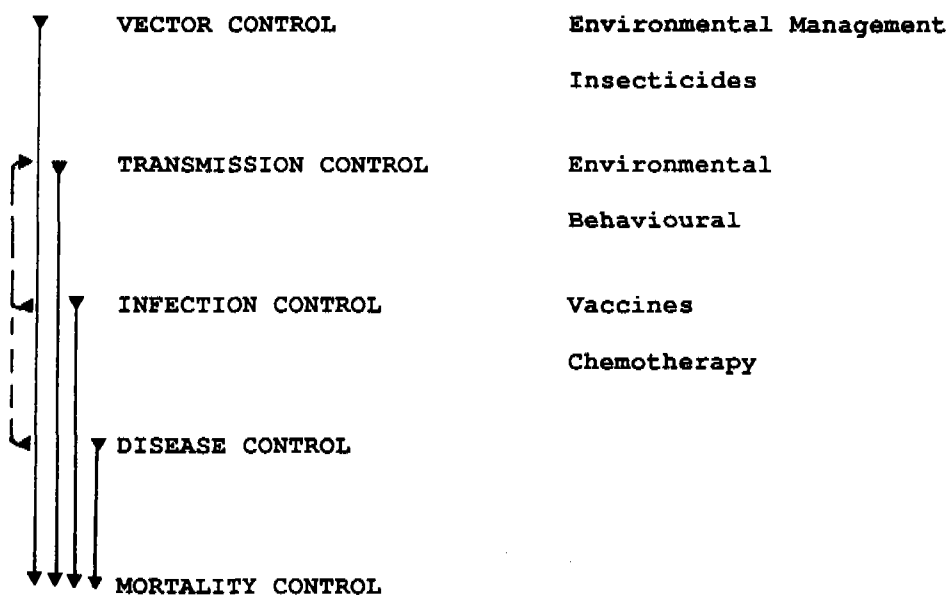 VECTOR CONTROL Environmental Management
Insecticides
TRANSMISSION CONTROL Environmental
Behavioural
INFECTION CONTROL Vaccines
Chemotherapy
DISEASE CONTROL
MORTALITY CONTROL